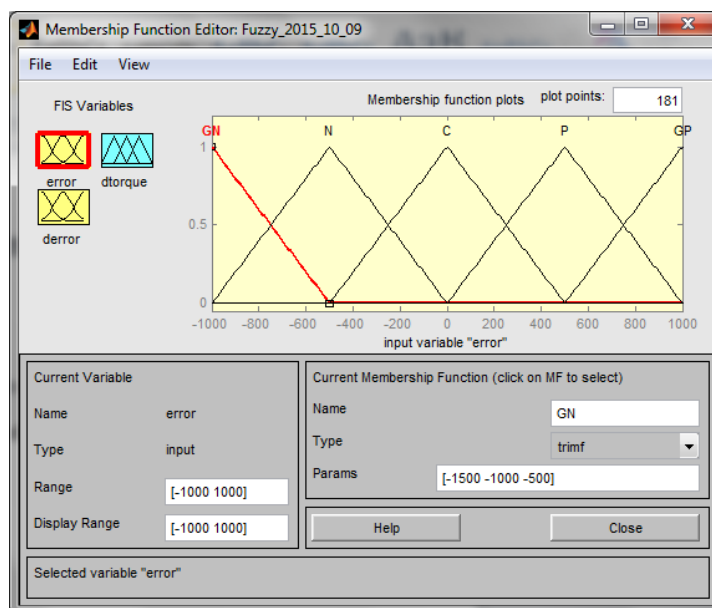 Membership Function Editor: Fuzzy_2015_10_09
File Edit View
FIS Variables
error
dtorque
derror
Membership function plots
plot points:
181
GN N C P GP
1
0.5
0
-1000 -800 -600 -400 -200 0 200 400 600 800 1000
input variable "error"
Current Variable
Name error
Type input
Range [-1000 1000]
Display Range [-1000 1000]
Current Membership Function (click on MF to select)
Name GN
Type trimf
Params [-1500 -1000 -500]
Help Close
Selected variable "error"